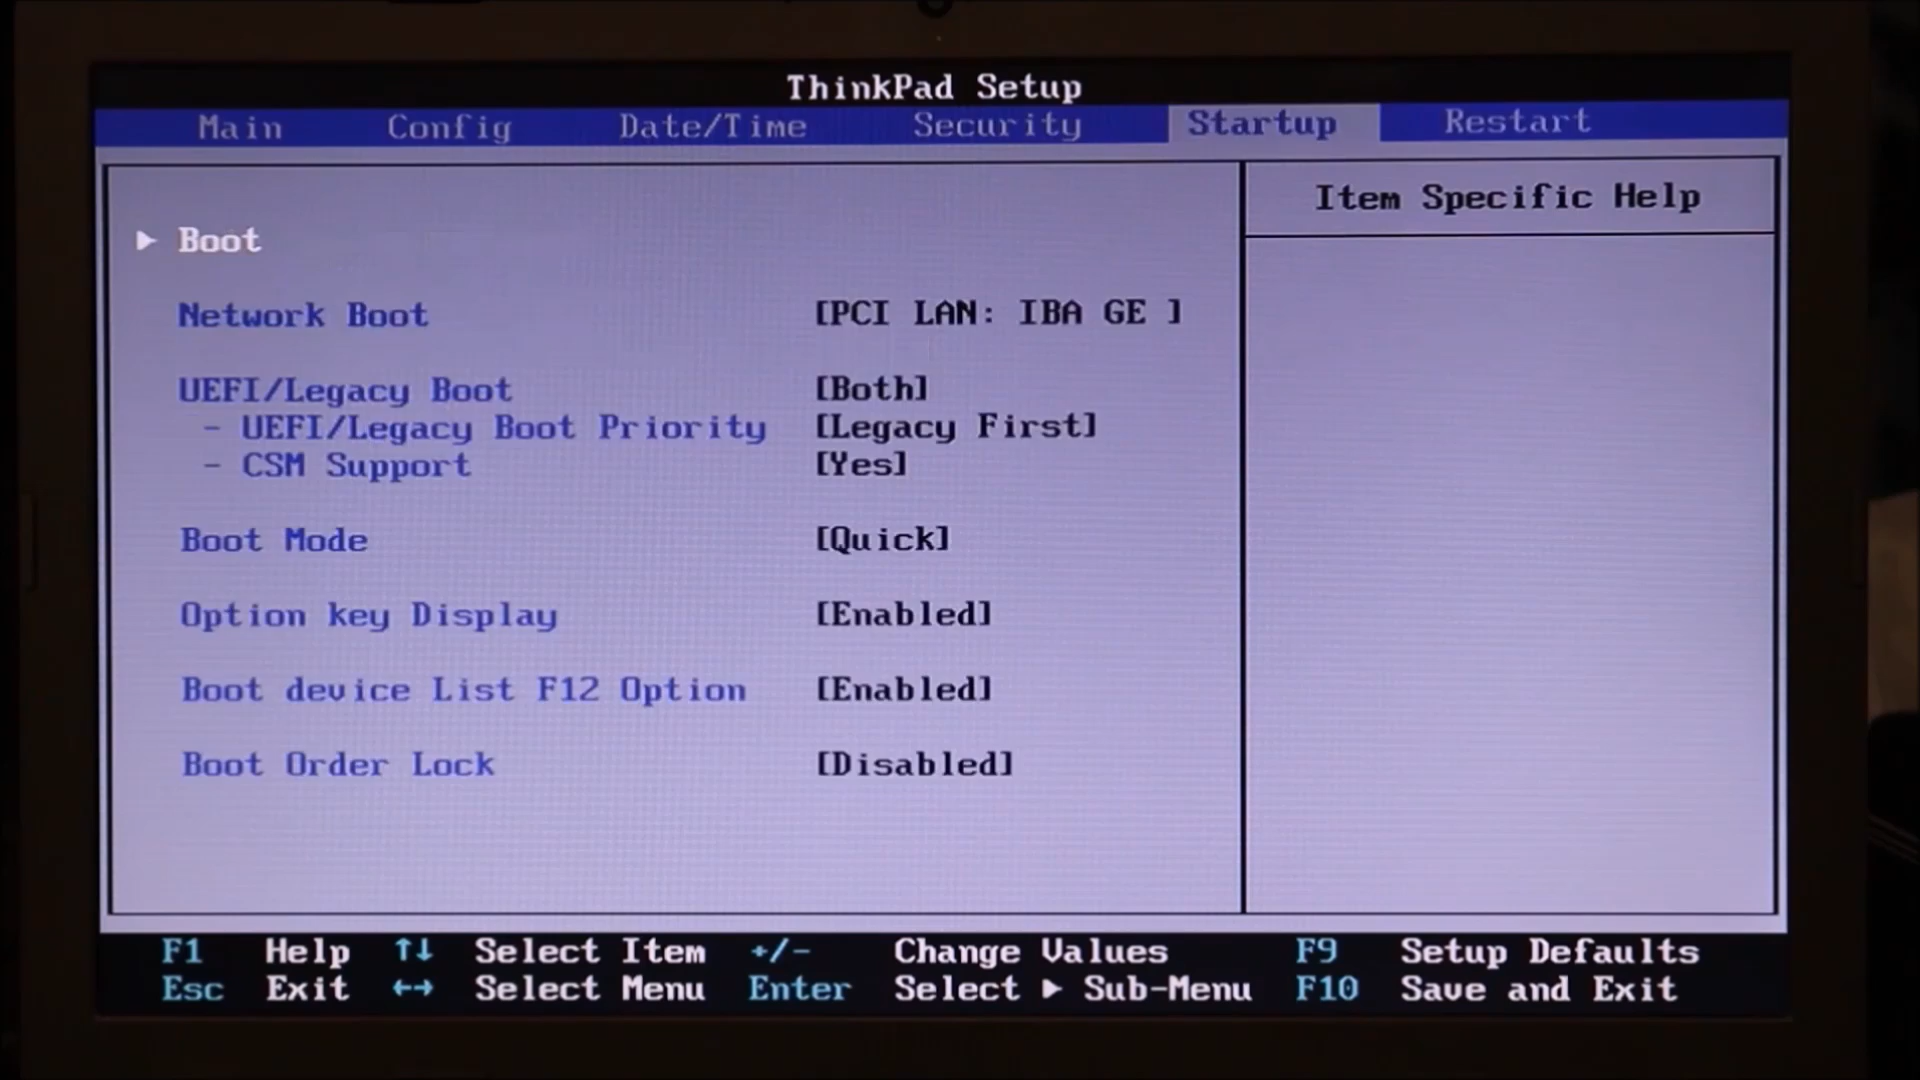 ThinkPad Setup
Main Config Date/Time Security Startup Restart
Item Specific Help
▶ Boot
Network Boot [PCI LAN: IBA GE ]
UEFI/Legacy Boot [Both]
- UEFI/Legacy Boot Priority [Legacy First]
- CSM Support [Yes]
Boot Mode [Quick]
Option key Display [Enabled]
Boot device List F12 Option [Enabled]
Boot Order Lock [Disabled]
F1 Help ↑↓ Select Item +/- Change Values F9 Setup Defaults
Esc Exit ←→ Select Menu Enter Select ▶ Sub-Menu F10 Save and Exit